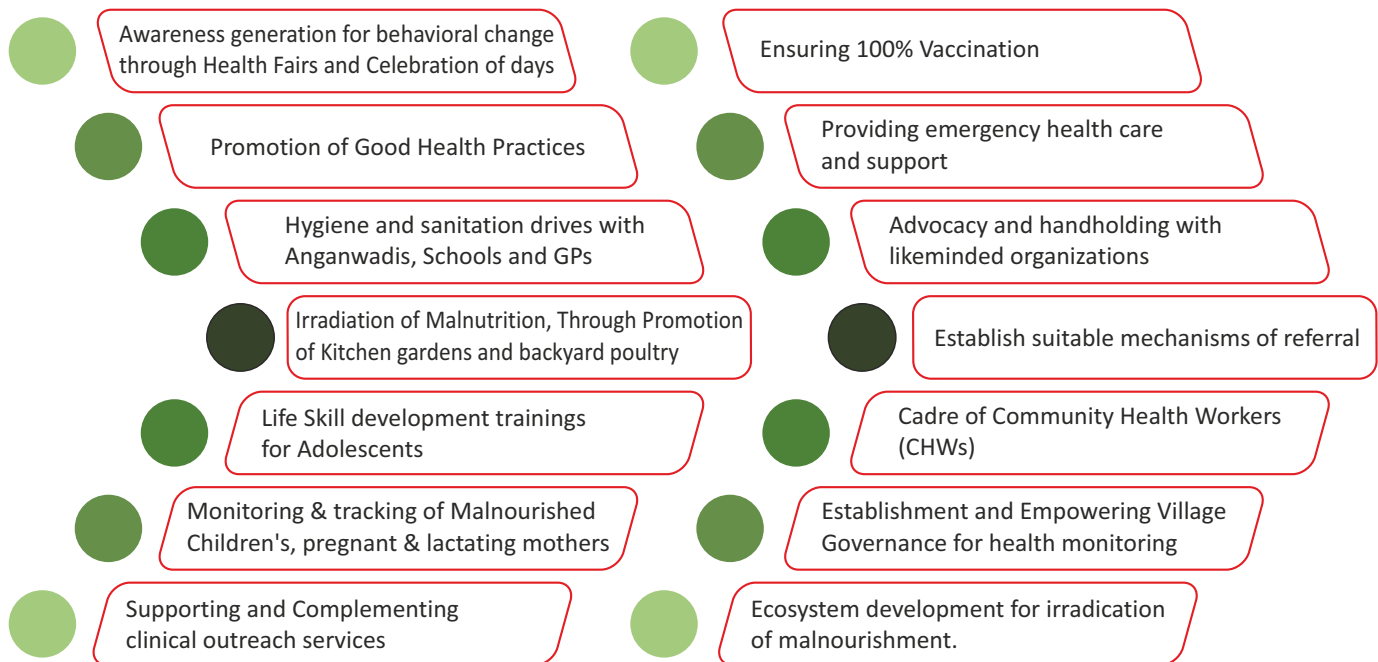 Awareness generation for behavioral change
through Health Fairs and Celebration of days
Promotion of Good Health Practices
Hygiene and sanitation drives with
Anganwadis, Schools and GPs
Irradiation of Malnutrition, Through Promotion
of Kitchen gardens and backyard poultry
Life Skill development trainings
for Adolescents
Monitoring & tracking of Malnourished
Children's, pregnant & lactating mothers
Supporting and Complementing
clinical outreach services
Ensuring 100% Vaccination
Providing emergency health care
and support
Advocacy and handholding with
likeminded organizations
Establish suitable mechanisms of referral
Cadre of Community Health Workers
(CHWs)
Establishment and Empowering Village
Governance for health monitoring
Ecosystem development for irradication
of malnourishment.